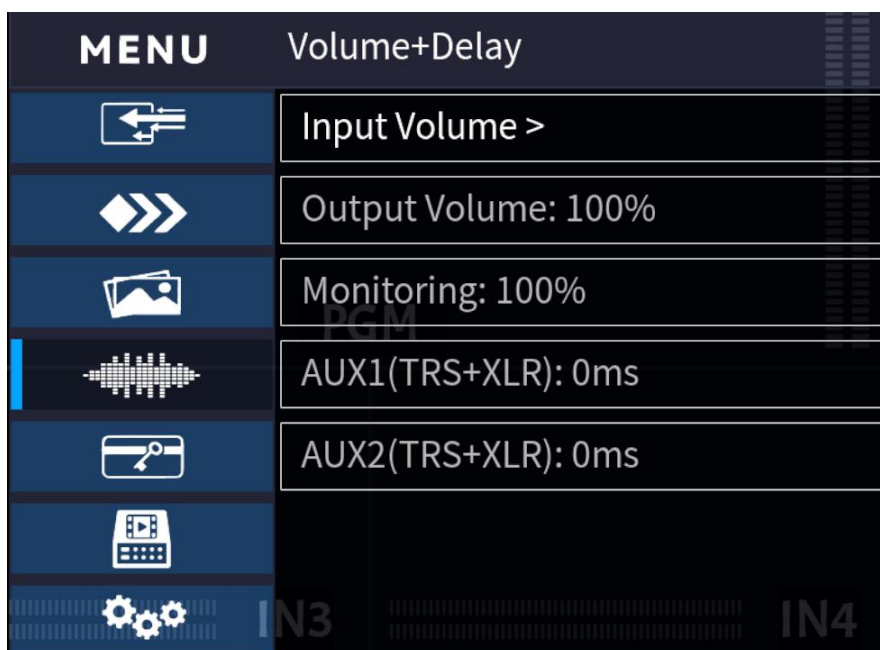 MENU
Volume+Delay
Input Volume >
Output Volume: 100%
Monitoring: 100%
PGM
AUX1(TRS+XLR): 0ms
AUX2(TRS+XLR): 0ms
IN3
IN4